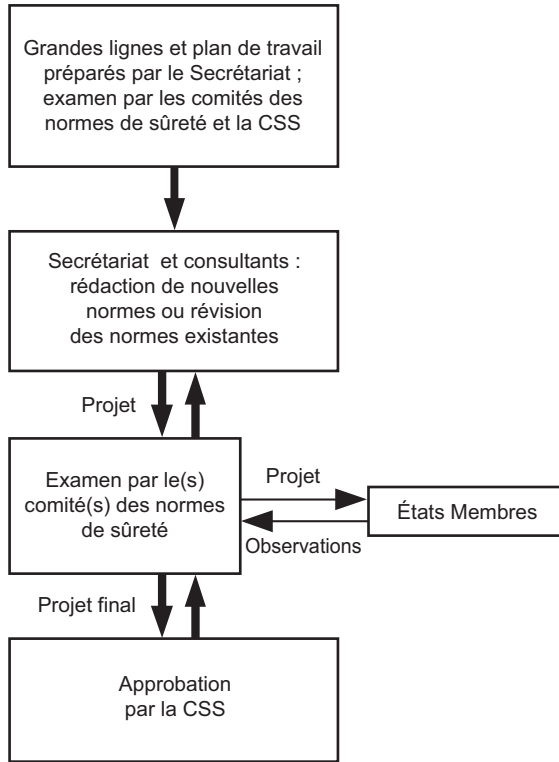 Grandes lignes et plan de travail
préparés par le Secrétariat ;
examen par les comités des
normes de sûreté et la CSS
Secrétariat et consultants :
rédaction de nouvelles
normes ou révision
des normes existantes
Projet
Examen par le(s)
comité(s) des normes
de sûreté
Projet
États Membres
Observations
Projet final
Approbation
par la CSS